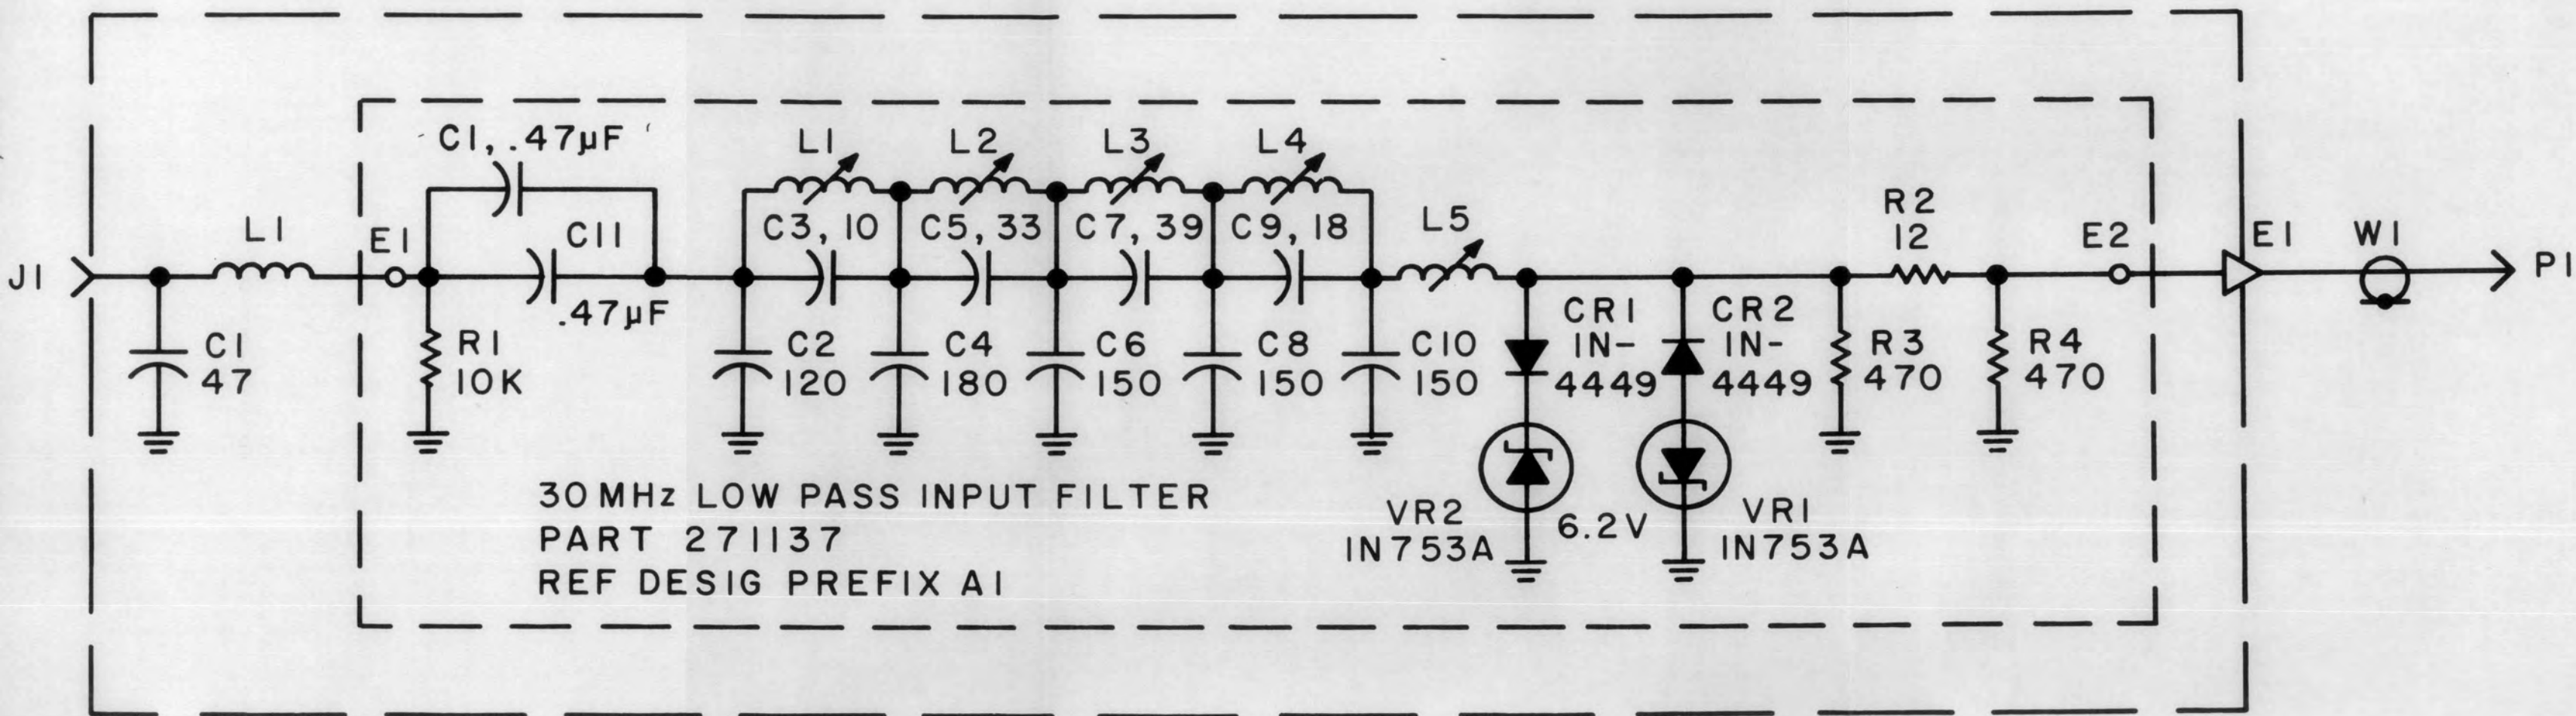 J1
C1
47
L1
E1
C1, .47µF
C11
.47µF
R1
10K
L1
L2
L3
L4
C3, 10
C5, 33
C7, 39
C9, 18
L5
C2
120
C4
180
C6
150
C8
150
C10
150
CR1
IN-
4449
CR2
IN-
4449
VR2
IN753A
6.2V
VR1
IN753A
R2
12
R3
470
R4
470
E2
E1
W1
P1
30 MHz LOW PASS INPUT FILTER
PART 271137
REF DESIG PREFIX A1